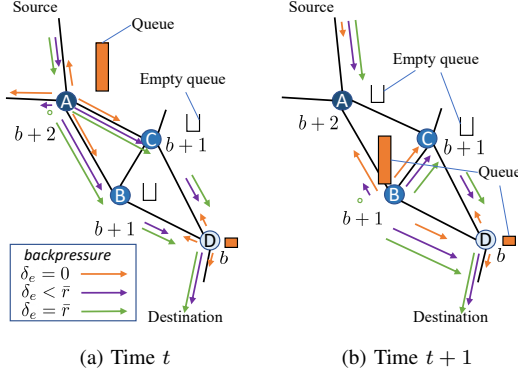 Source
Queue
Empty queue
A
b + 2
C
b + 1
B
b + 1
D
b
backpressure
δₑ = 0
δₑ < r̄
δₑ = r̄
Destination
(a) Time t
Source
Empty queue
A
b + 2
C
b + 1
Queue
B
b + 1
D
b
Destination
(b) Time t + 1